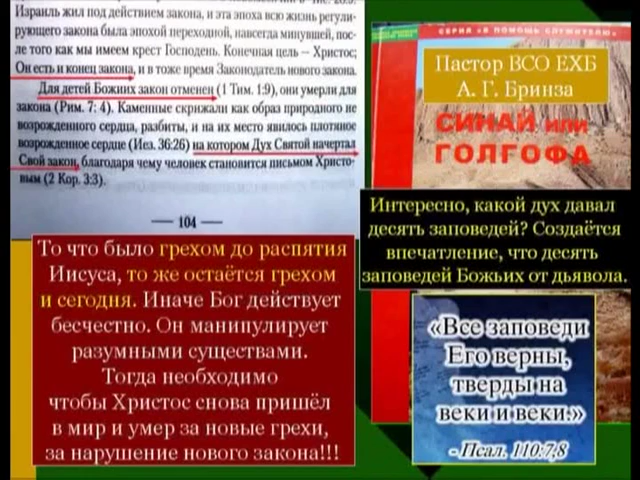 Израиль жил под действием закона, и эта эпоха всю жизнь регули-
рующего закона была эпохой переходной, навсегда минувшей, пос-
ле того как мы имеем крест Господень. Конечная цель – Христос;
Он есть и конец закона, и в то же время Законодатель нового закона.
Для детей Божиих закон отменен (1 Тим. 1:9), они умерли для
закона (Рим. 7: 4). Каменные скрижали как образ природного не
возрожденного сердца, разбиты, и на их место явилось плотяное
возрожденное сердце (Иез. 36:26) на котором Дух Святой начертал
Свой закон, благодаря чему человек становится письмом Христо-
вым (2 Кор. 3:3).
— 104 —
СЕРИЯ «В ПОМОЩЬ СЛУЖИТЕЛЮ»
Пастор ВСО ЕХБ
А. Г. Бринза
СИНАЙ или
ГОЛГОФА
Интересно, какой дух давал
десять заповедей? Создаётся
впечатление, что десять
заповедей Божьих от дьявола.
То что было грехом до распятия
Иисуса, то же остаётся грехом
и сегодня. Иначе Бог действует
бесчестно. Он манипулирует
разумными существами.
Тогда необходимо
чтобы Христос снова пришёл
в мир и умер за новые грехи,
за нарушение нового закона!!!
«Все заповеди
Его верны,
тверды на
веки и веки.»
- Псал. 110:7,8